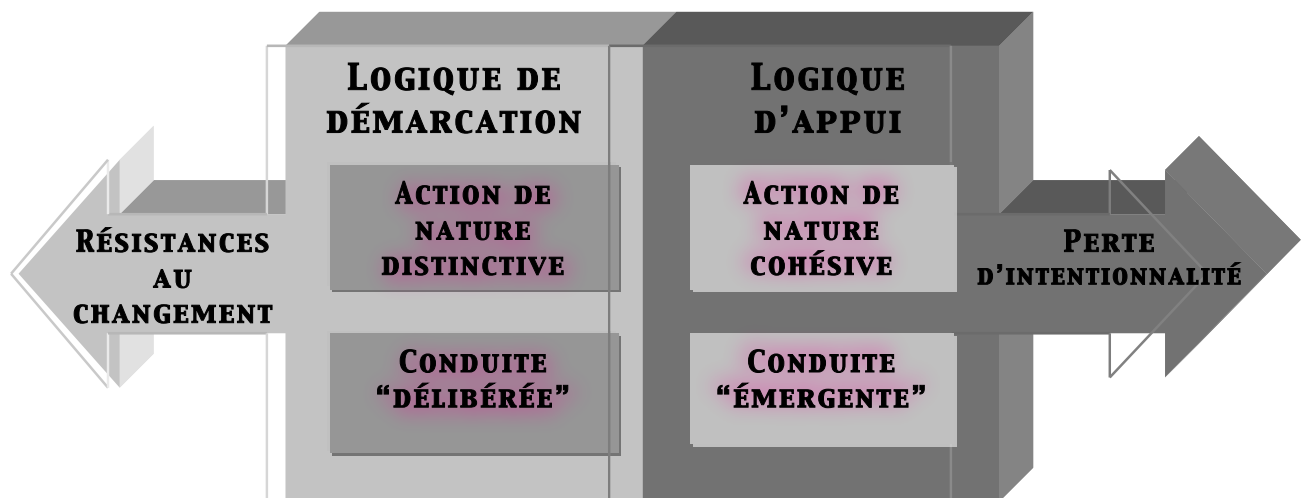 LOGIQUE DE
DÉMARCATION
LOGIQUE
D’APPUI
ACTION DE
NATURE
DISTINCTIVE
ACTION DE
NATURE
COHÉSIVE
RÉSISTANCES
AU
CHANGEMENT
PERTE
D’INTENTIONNALITÉ
CONDUITE
“DÉLIBÉRÉE”
CONDUITE
“ÉMERGENTE”